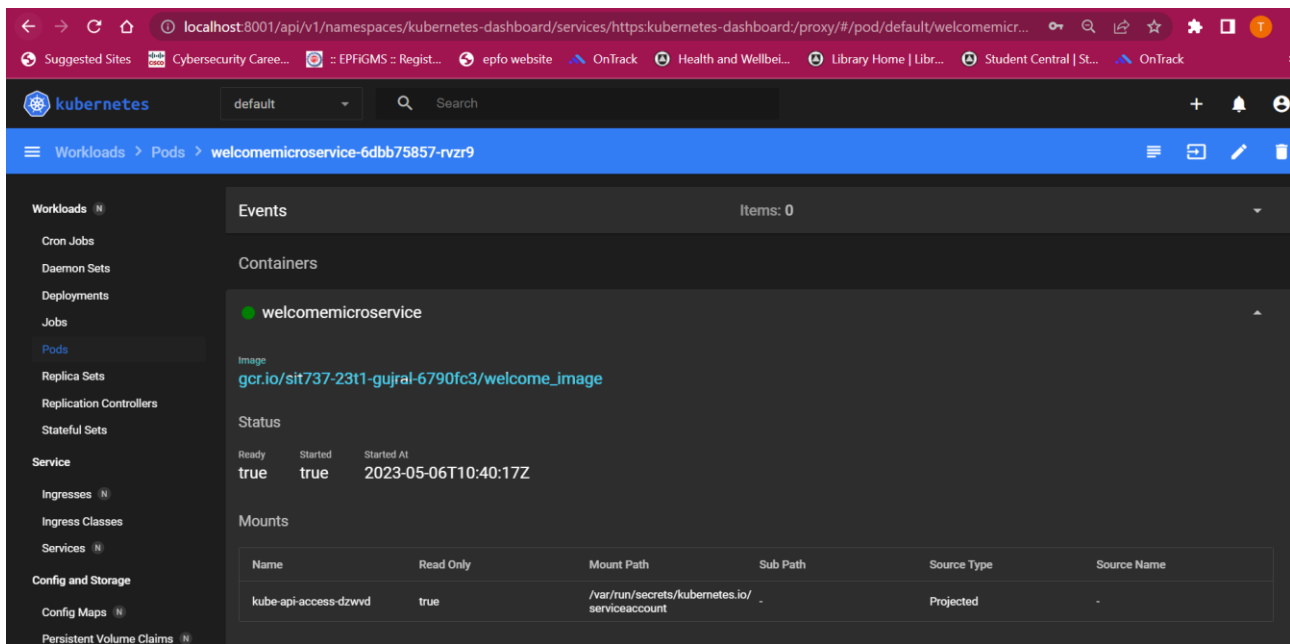 localhost:8001/api/v1/namespaces/kubernetes-dashboard/services/https:kubernetes-dashboard:/proxy/#/pod/default/welcomemicr... T
Suggested Sites Cybersecurity Caree... :: EPFiGMS :: Regist... epfo website OnTrack Health and Wellbei... Library Home | Libr... Student Central | St... OnTrack
kubernetes default Search
Workloads > Pods > welcomemicroservice-6dbb75857-rvzr9
Workloads N
Cron Jobs
Daemon Sets
Deployments
Jobs
Pods
Replica Sets
Replication Controllers
Stateful Sets
Service
Ingresses N
Ingress Classes
Services N
Config and Storage
Config Maps N
Persistent Volume Claims N
Events Items: 0
Containers
welcomemicroservice
Image
gcr.io/sit737-23t1-gujral-6790fc3/welcome_image
Status
Ready Started Started At
true true 2023-05-06T10:40:17Z
Mounts
Name Read Only Mount Path Sub Path Source Type Source Name
kube-api-access-dzwvd true /var/run/secrets/kubernetes.io/ - Projected -
serviceaccount